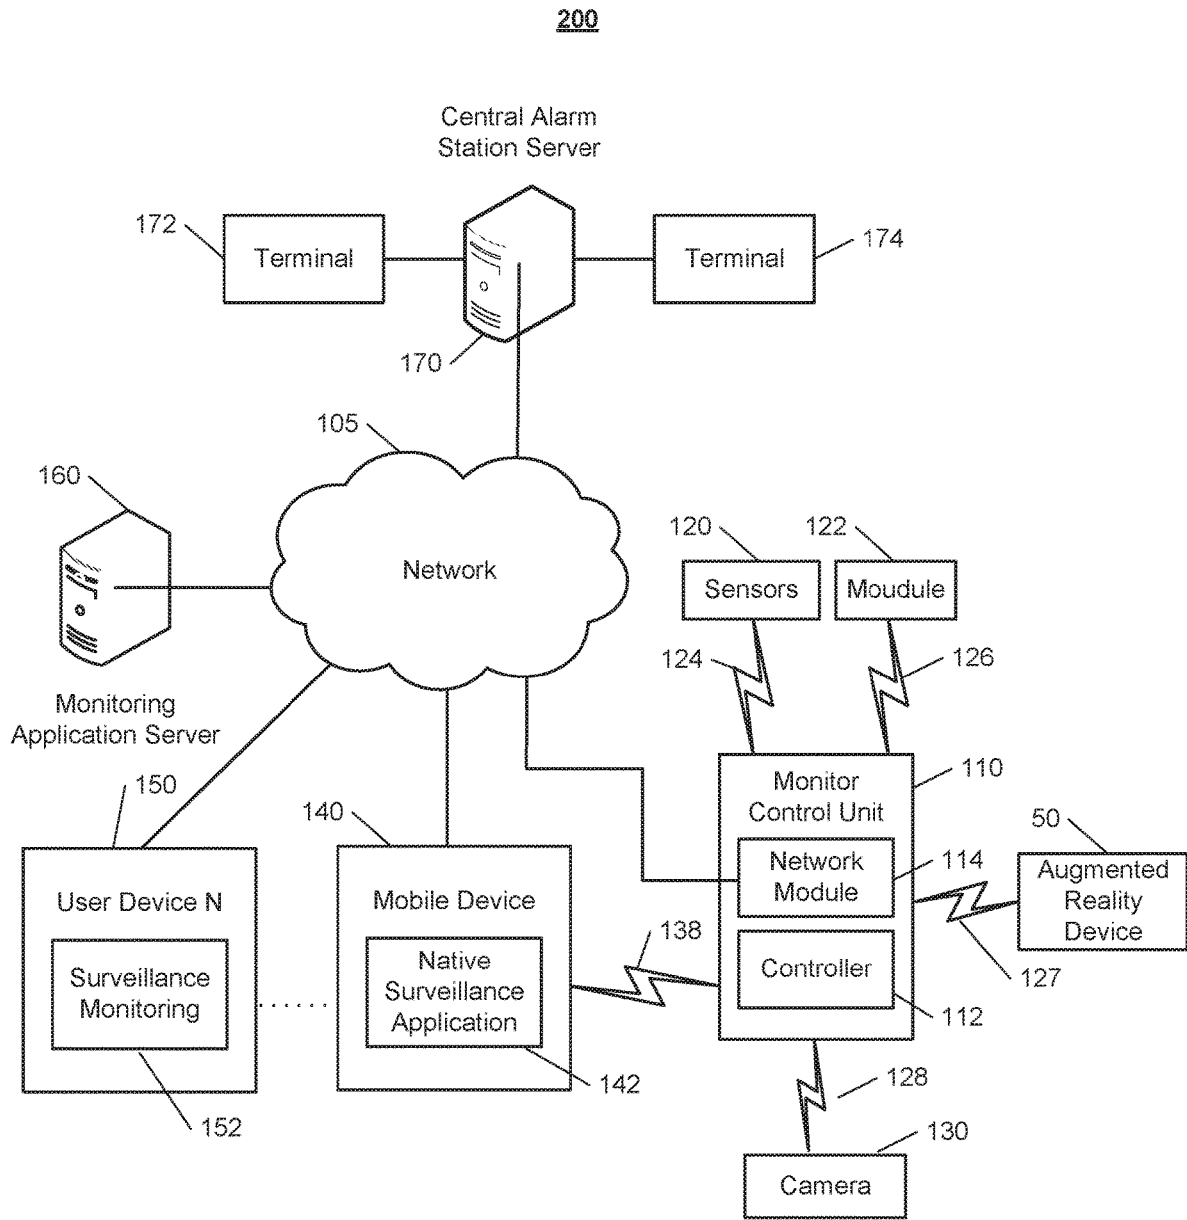 200
Central Alarm
Station Server
172
Terminal
Terminal
174
170
105
160
Network
120
122
Sensors
Moudule
124
126
Monitoring
Application Server
150
140
Monitor
Control Unit
110
50
Network
Module
114
Augmented
Reality
Device
User Device N
Mobile Device
138
127
Surveillance
Monitoring
Native
Surveillance
Application
Controller
112
152
142
128
130
Camera